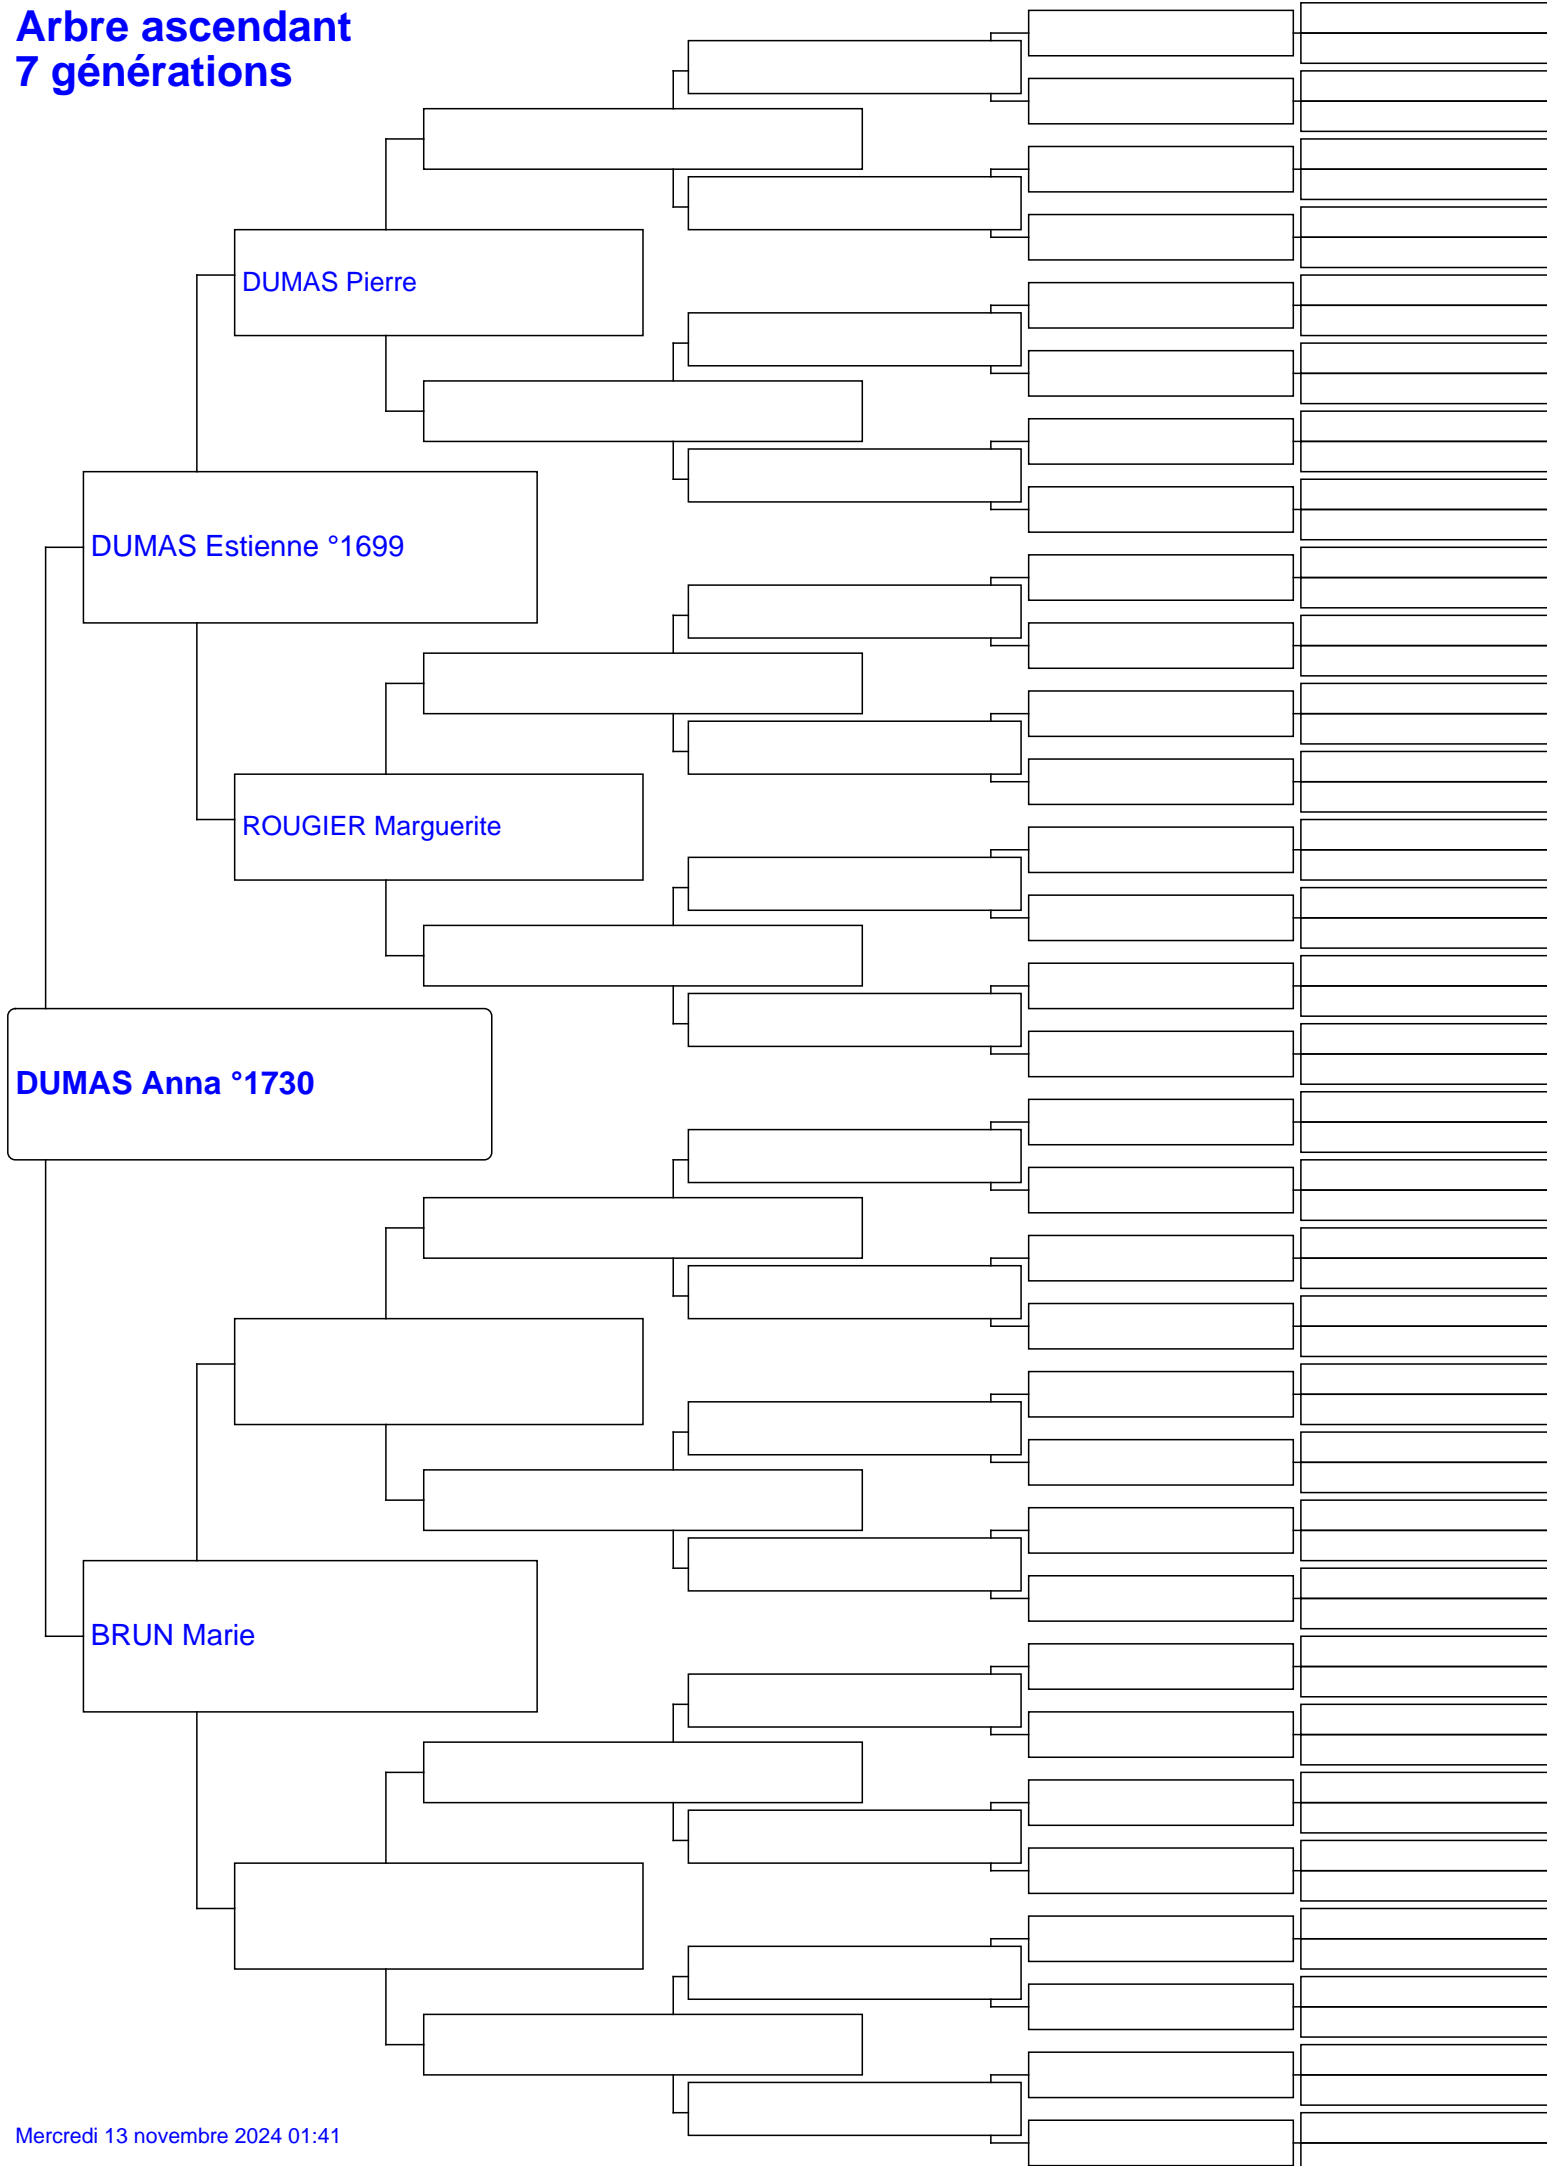 Arbre ascendant
7 générations
DUMAS Pierre
DUMAS Estienne °1699
ROUGIER Marguerite
DUMAS Anna °1730
BRUN Marie
Mercredi 13 novembre 2024 01:41